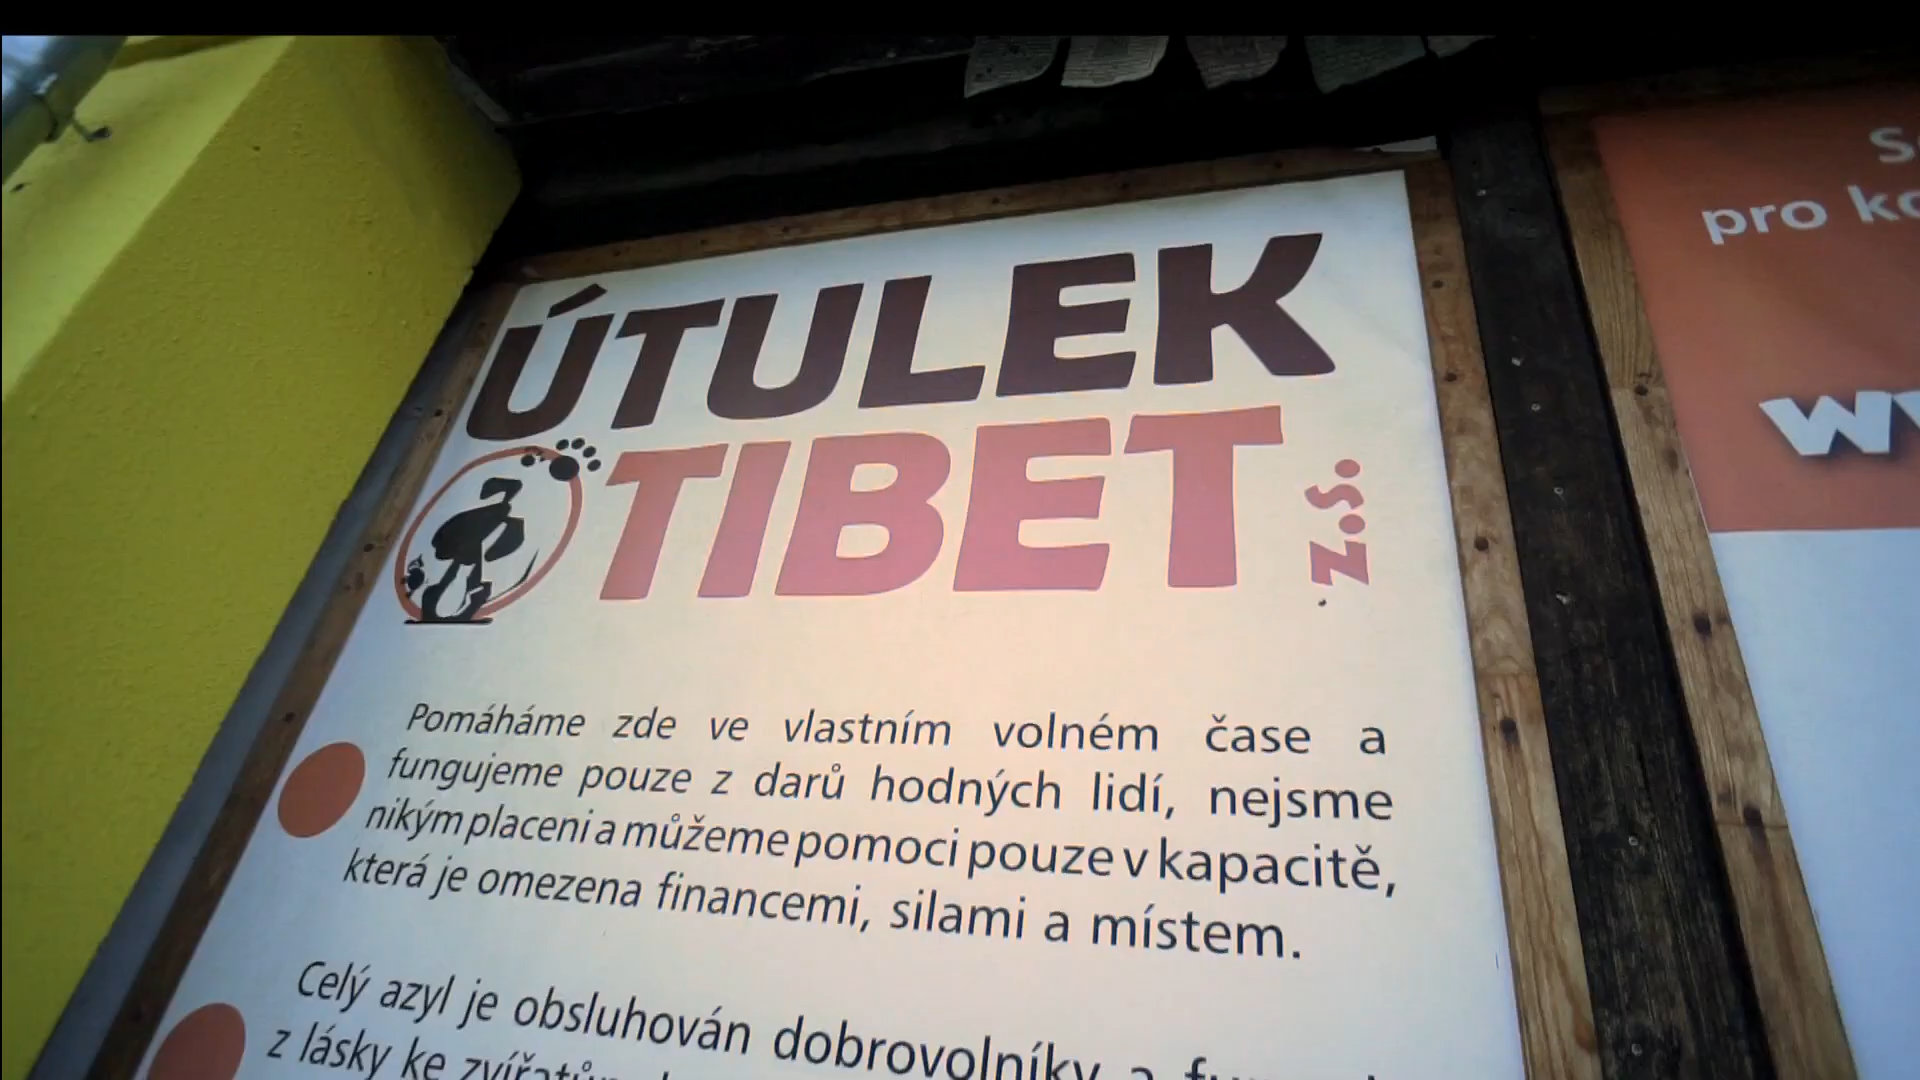 ÚTULEK
TIBET
z.s.
Pomáháme zde ve vlastním volném čase a
fungujeme pouze z darů hodných lidí, nejsme
nikým placeni a můžeme pomoci pouze v kapacitě,
která je omezena financemi, silami a místem.
Celý azyl je obsluhován dobrovolníky a
z lásky ke zvířatům
pro